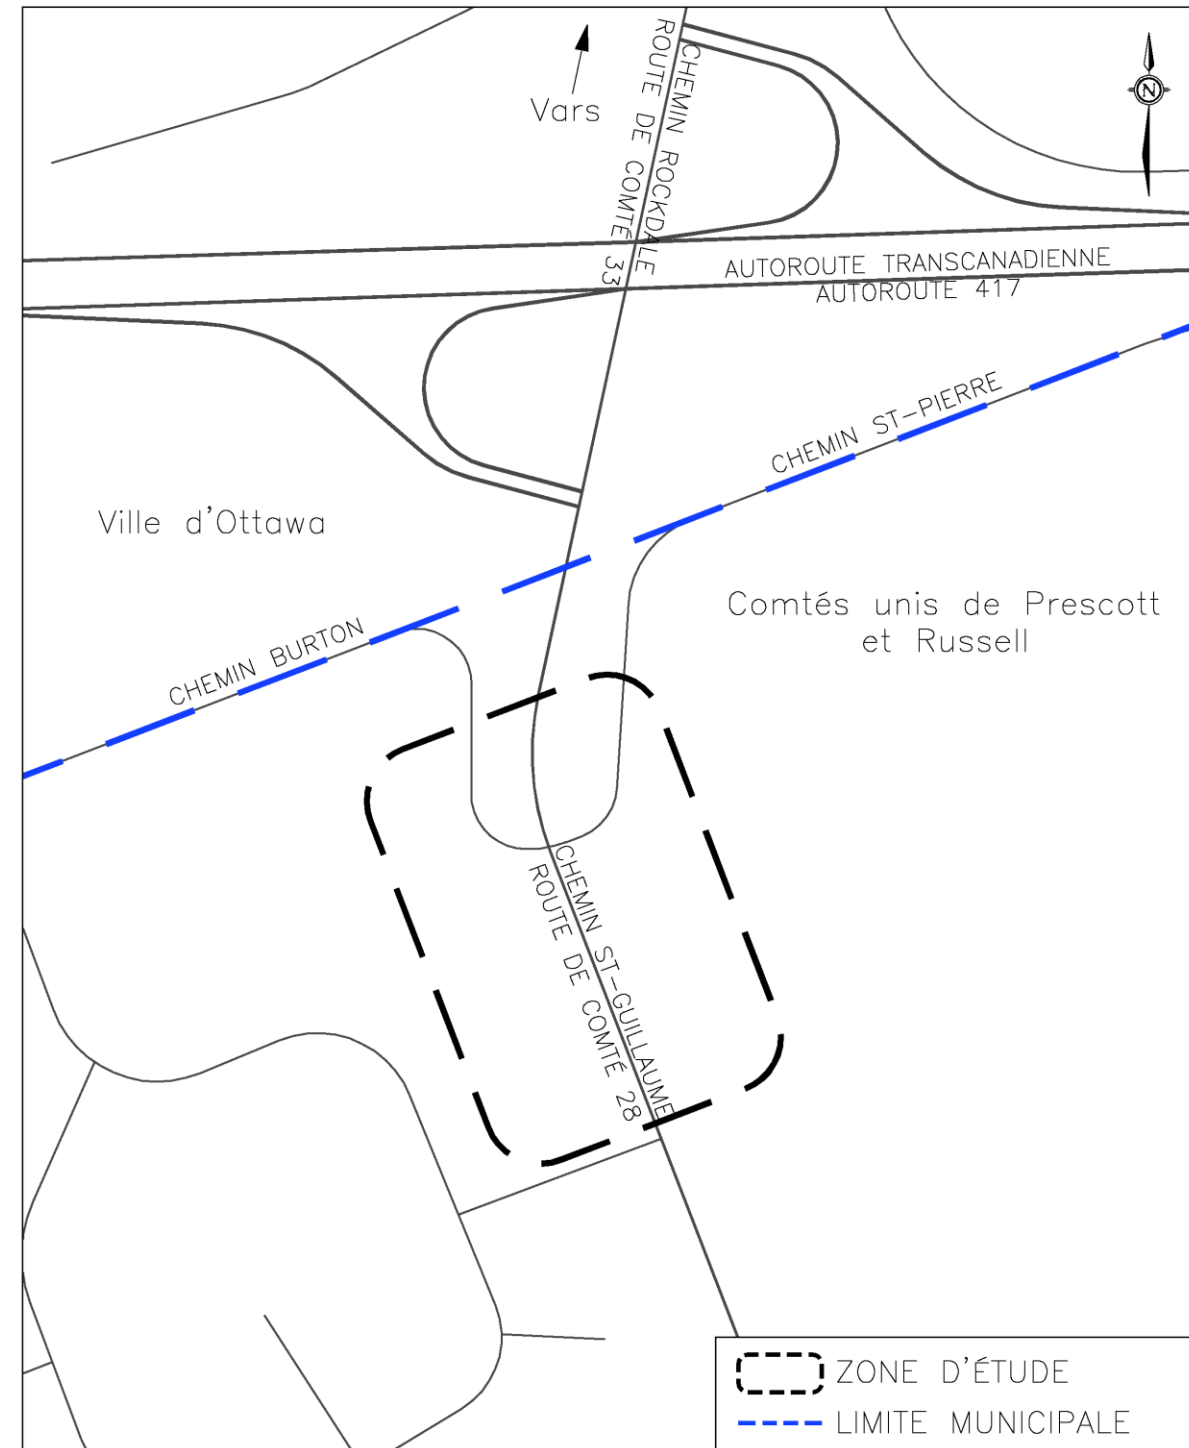 Vars
CHEMIN ROCKDALE
ROUTE DE COMTÉ 33
N
AUTOROUTE TRANSCANADIENNE
AUTOROUTE 417
CHEMIN ST-PIERRE
Ville d'Ottawa
Comtés unis de Prescott
et Russell
CHEMIN BURTON
CHEMIN ST-GUILLAUME
ROUTE DE COMTÉ 28
ZONE D'ÉTUDE
LIMITE MUNICIPALE